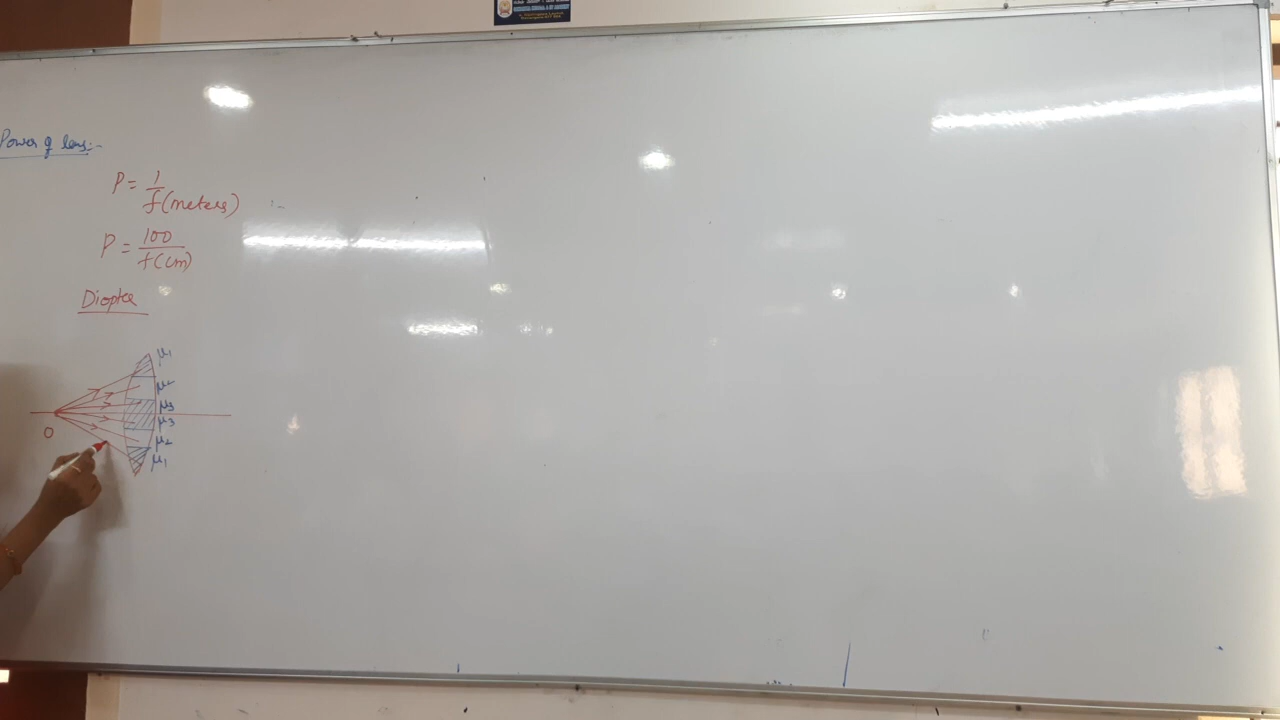 Power of lens:-
P = 1/f(meters)
P = 100/f(cm)
Diopter
μ1
μ2
μ3
μ3
μ2
μ1
O